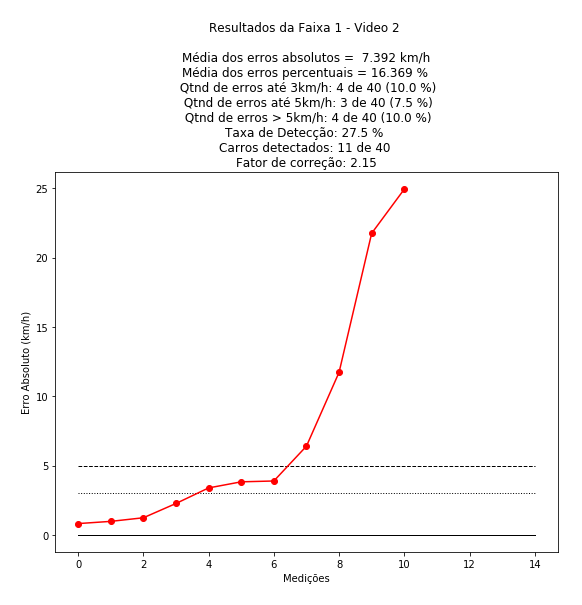 Resultados da Faixa 1 - Video 2
Média dos erros absolutos =  7.392 km/h
Média dos erros percentuais = 16.369 %
Qtnd de erros até 3km/h: 4 de 40 (10.0 %)
Qtnd de erros até 5km/h: 3 de 40 (7.5 %)
Qtnd de erros > 5km/h: 4 de 40 (10.0 %)
Taxa de Detecção: 27.5 %
Carros detectados: 11 de 40
Fator de correção: 2.15
25
20
15
10
5
0
Erro Absoluto (km/h)
0 2 4 6 8 10 12 14
Medições